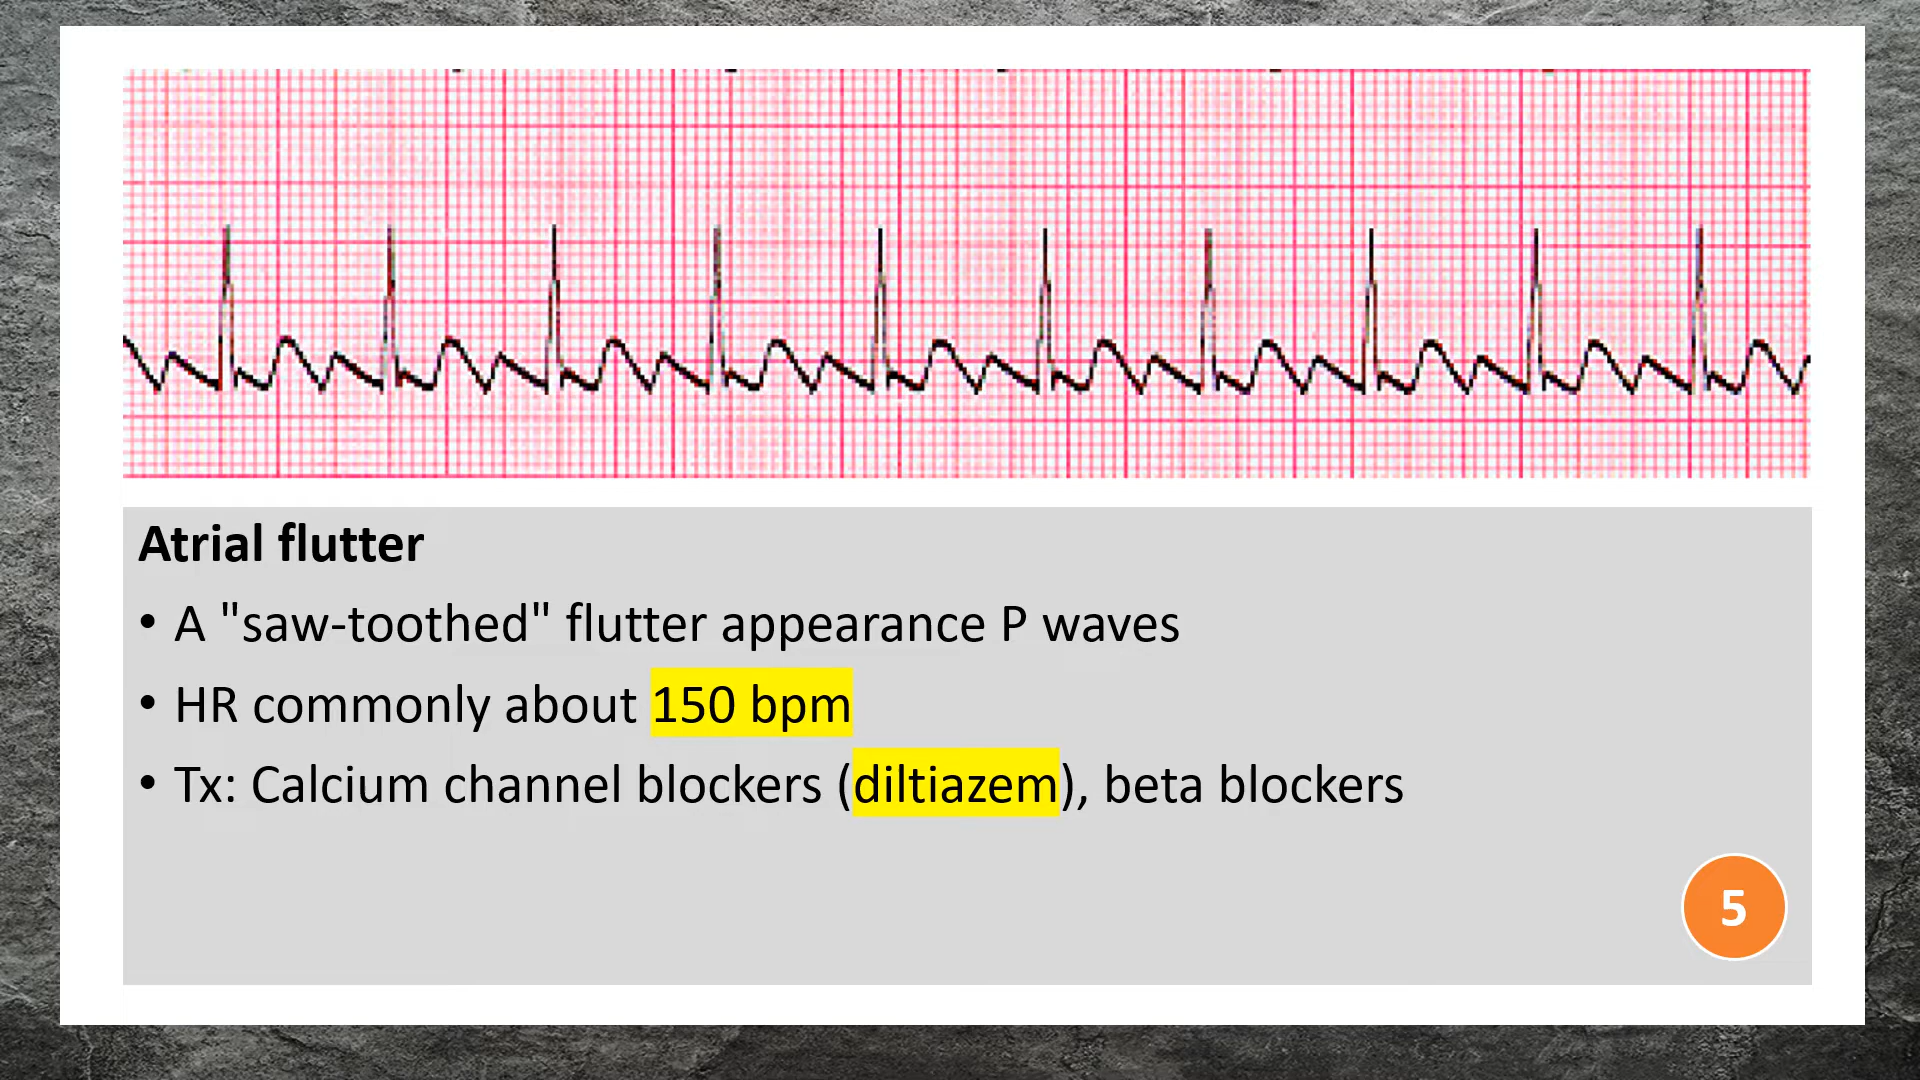 Atrial flutter
• A "saw-toothed" flutter appearance P waves
• HR commonly about 150 bpm
• Tx: Calcium channel blockers (diltiazem), beta blockers
5